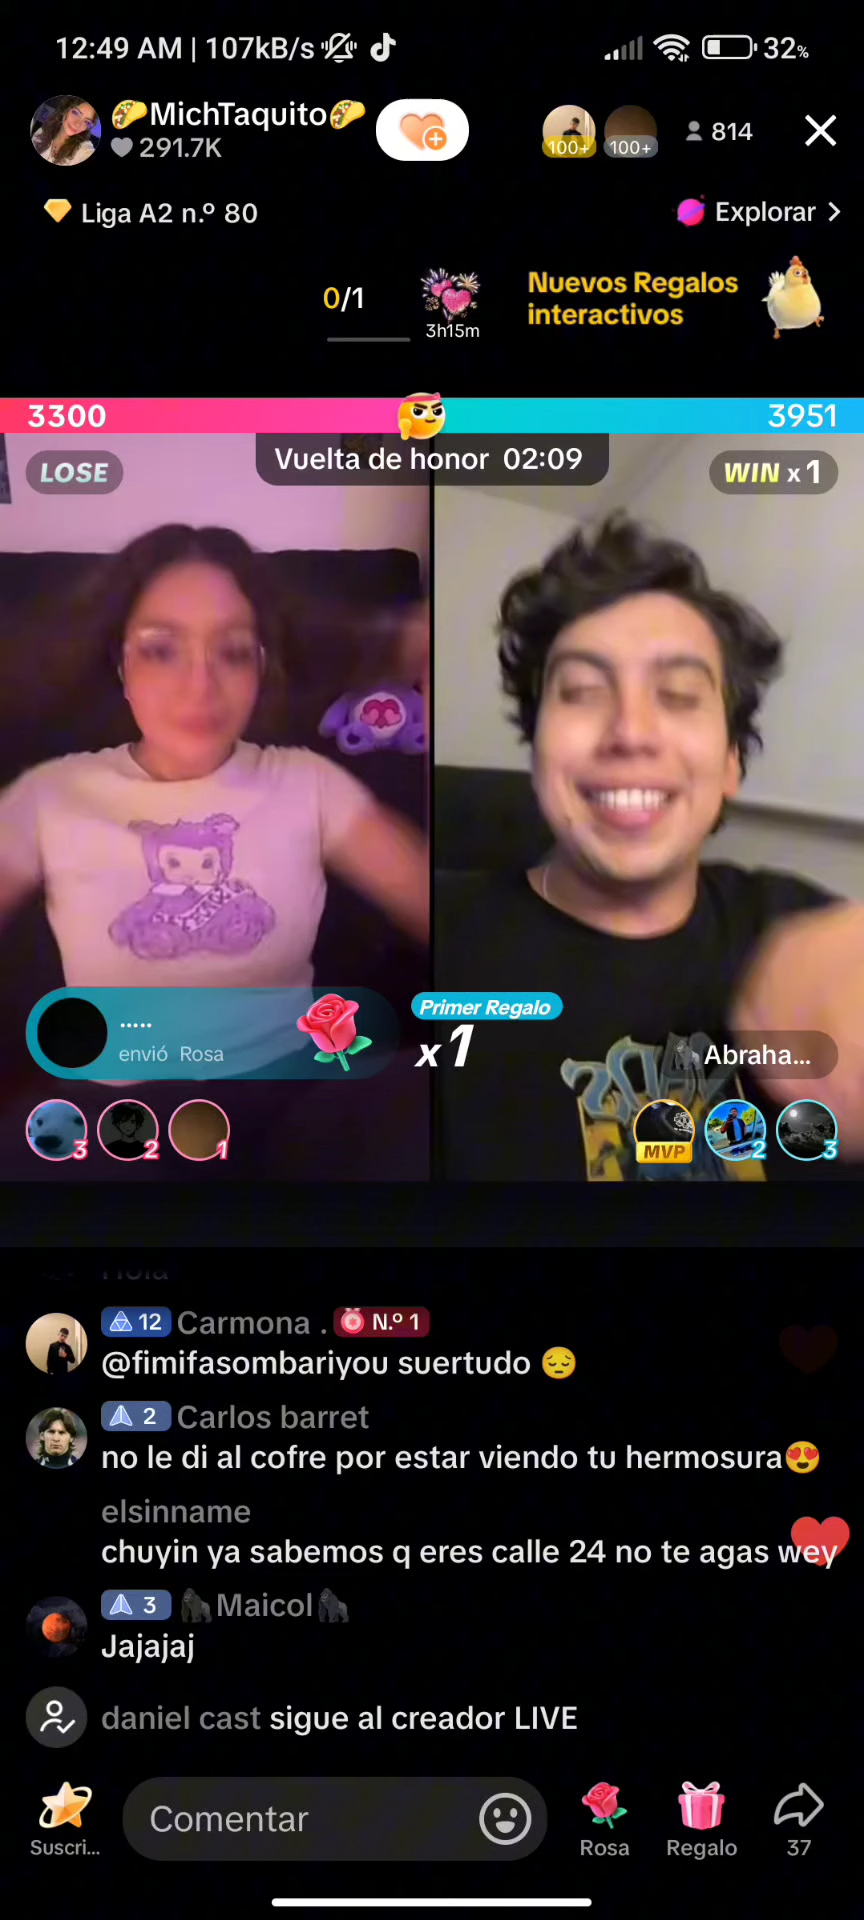 12:49 AM | 107kB/s
32%
🌮MichTaquito🌮
291.7K
100+
100+
814
Liga A2 n.º 80
Explorar
0/1
3h15m
Nuevos Regalos
interactivos
3300
3951
LOSE
Vuelta de honor 02:09
WIN x 1
.....
envió Rosa
Primer Regalo
x1
🦍Abraha...
3
2
1
MVP
2
3
Hola
12 Carmona . N.º 1
@fimifasombariyou suertudo 😔
2 Carlos barret
no le di al cofre por estar viendo tu hermosura😍
elsinname
chuyin ya sabemos q eres calle 24 no te agas wey
3 🦍Maicol🦍
Jajajaj
daniel cast sigue al creador LIVE
Suscri...
Comentar
Rosa
Regalo
37